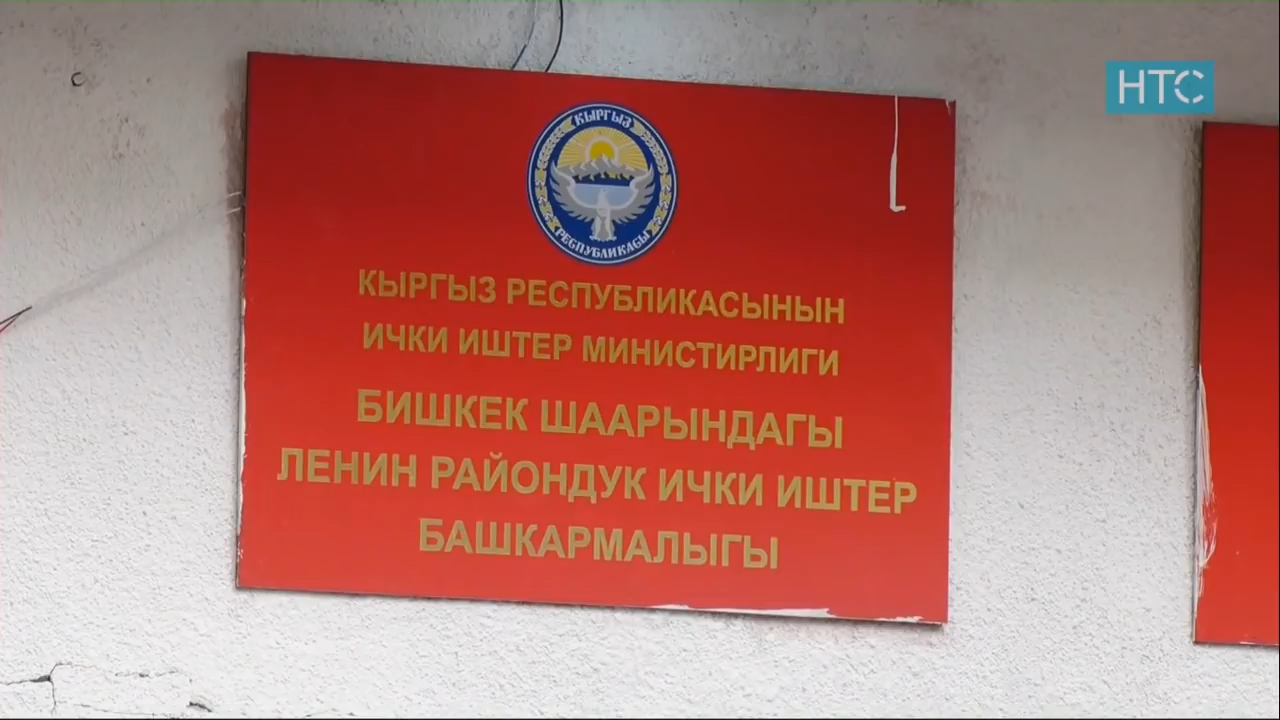 НТС
КЫРГЫЗ
РЕСПУБЛИКАСЫ
КЫРГЫЗ РЕСПУБЛИКАСЫНЫН
ИЧКИ ИШТЕР МИНИСТИРЛИГИ
БИШКЕК ШААРЫНДАГЫ
ЛЕНИН РАЙОНДУК ИЧКИ ИШТЕР
БАШКАРМАЛЫГЫ